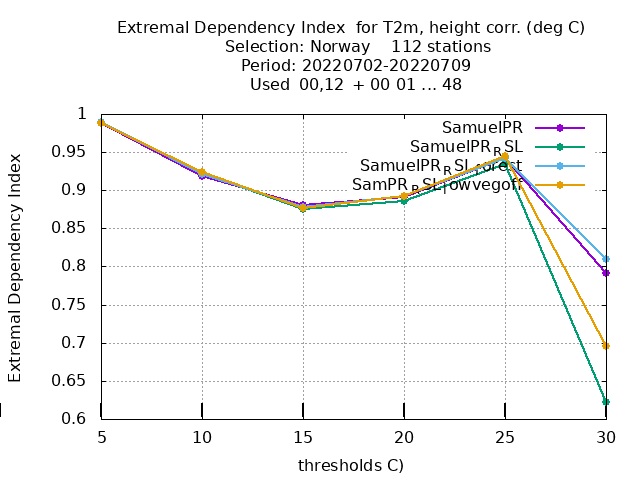 Extremal Dependency Index for T2m, height corr. (deg C)
Selection: Norway 112 stations
Period: 20220702-20220709
Used 00,12 + 00 01 ... 48
Extremal Dependency Index
1
0.95
0.9
0.85
0.8
0.75
0.7
0.65
0.6
SamuelPR
SamuelPR_RSL
SamuelPR_RSL
SamPR_RSL
5
10
15
20
25
30
thresholds C)